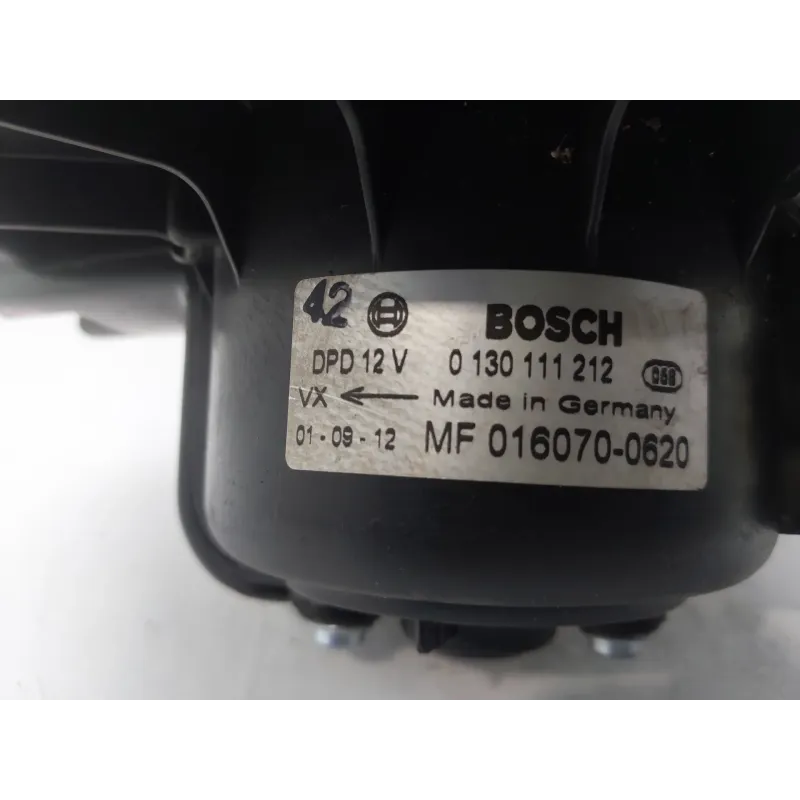 42 BOSCH
DPD 12 V 0 130 111 212
VX ← Made in Germany
01-09-12 MF 016070-0620